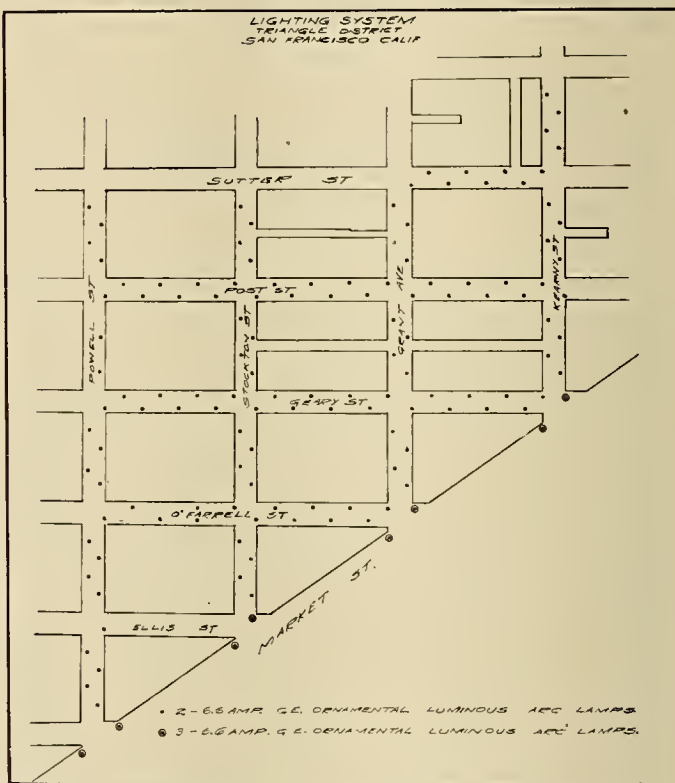 LIGHTING SYSTEM
TRIANGLE DISTRICT
SAN FRANCISCO CALIF
SUTTER ST
POST ST
POWELL ST
STOCKTON ST
GRANT AVE
KEARNY ST
GEARY ST
O'FARRELL ST
MARKET ST.
ELLIS ST
2-6.6 AMP. G.E. ORNAMENTAL LUMINOUS ARC LAMPS
3-6.6 AMP. G.E. ORNAMENTAL LUMINOUS ARC LAMPS.